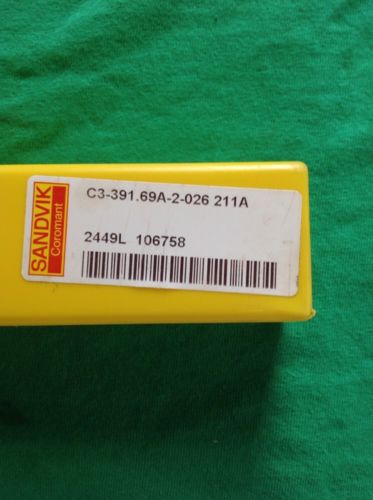 SANDVIK
Coromant
C3-391.69A-2-026 211A
2449L 106758